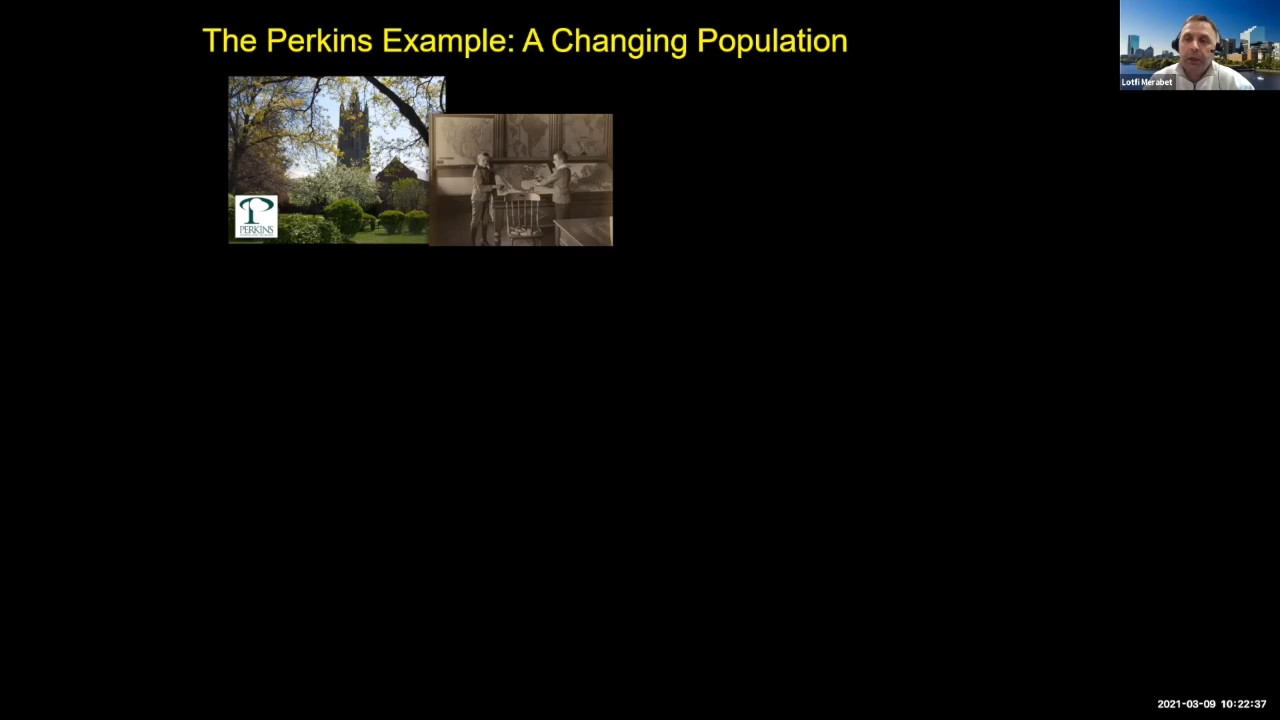 The Perkins Example: A Changing Population
Lotfi Merabet
PERKINS
2021-03-09 10:22:37